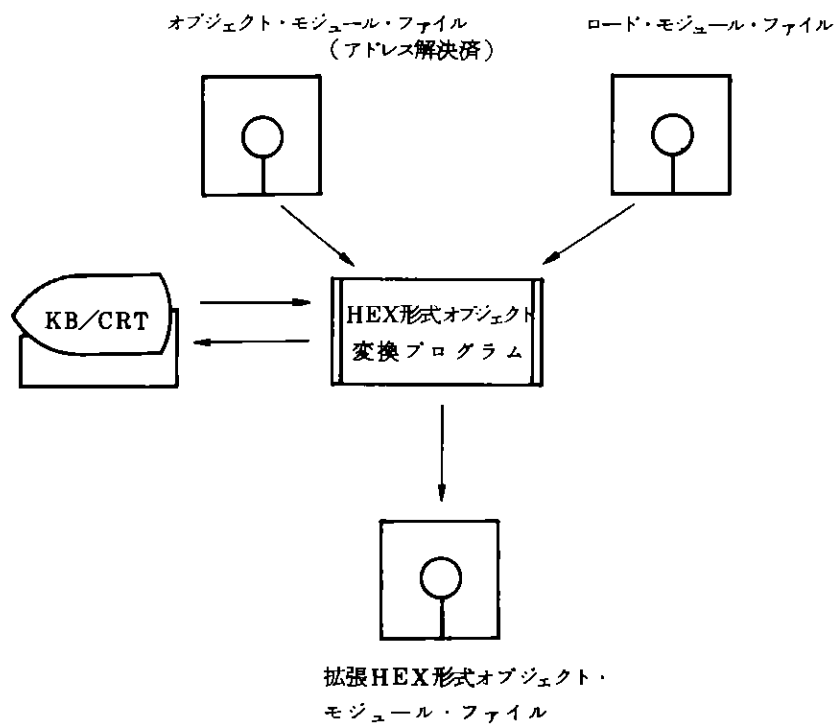 オブジェクト・モジュール・ファイル
(アドレス解決済)
ロード・モジュール・ファイル
KB/CRT
HEX形式オブジェクト
変換プログラム
拡張HEX形式オブジェクト・
モジュール・ファイル